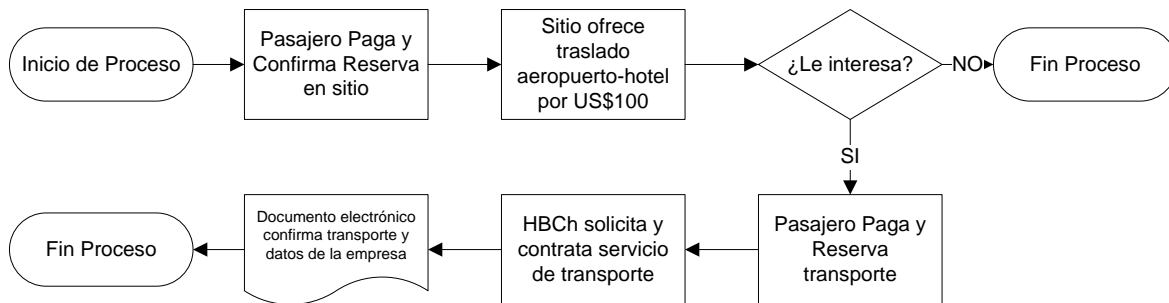 Inicio de Proceso
Pasajero Paga y
Confirma Reserva
en sitio
Sitio ofrece
traslado
aeropuerto-hotel
por US$100
¿Le interesa?
NO
Fin Proceso
SI
Pasajero Paga y
Reserva
transporte
HBCh solicita y
contrata servicio
de transporte
Documento electrónico
confirma transporte y
datos de la empresa
Fin Proceso